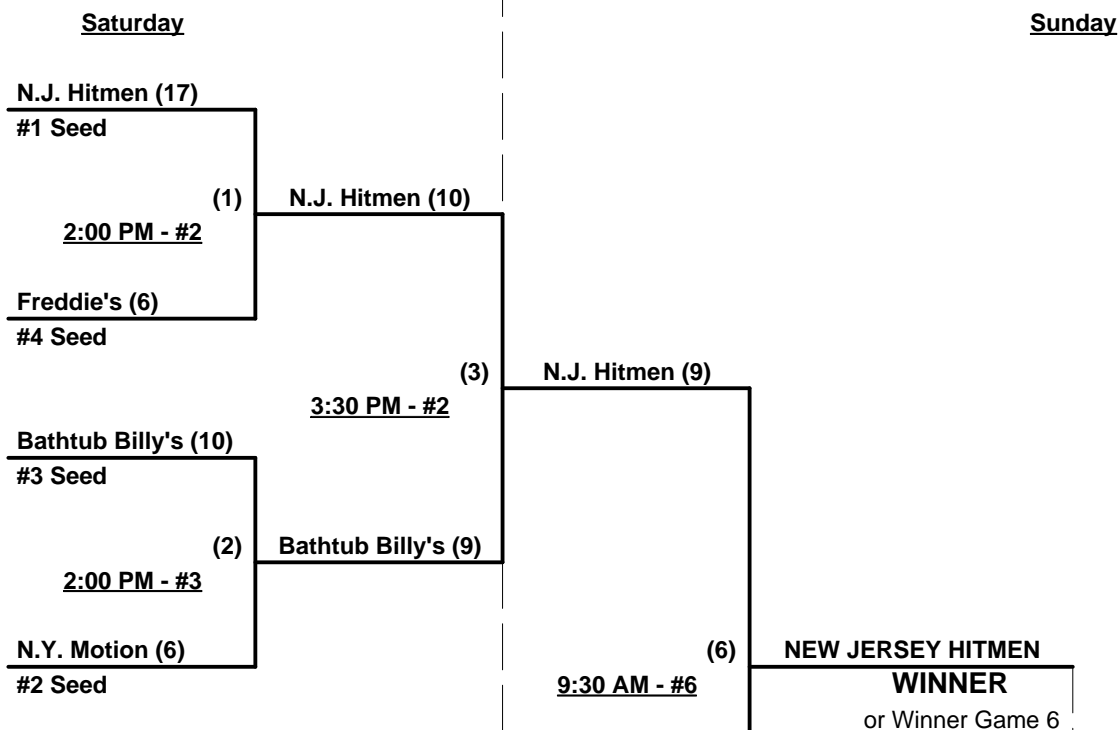 Saturday
Sunday
N.J. Hitmen (17)
#1 Seed
(1)
N.J. Hitmen (10)
2:00 PM - #2
Freddie's (6)
#4 Seed
(3)
N.J. Hitmen (9)
3:30 PM - #2
Bathtub Billy's (10)
#3 Seed
(2)
Bathtub Billy's (9)
2:00 PM - #3
N.Y. Motion (6)
#2 Seed
(6)
NEW JERSEY HITMEN
9:30 AM - #6
WINNER
or Winner Game 6